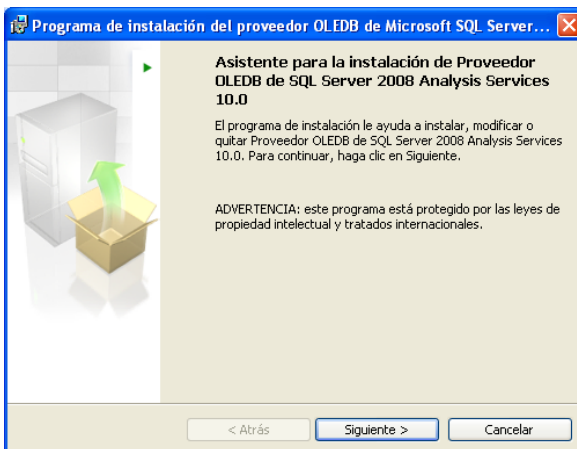 Programa de instalación del proveedor OLEDB de Microsoft SQL Server...
Asistente para la instalación de Proveedor
OLEDB de SQL Server 2008 Analysis Services
10.0
El programa de instalación le ayuda a instalar, modificar o
quitar Proveedor OLEDB de SQL Server 2008 Analysis Services
10.0. Para continuar, haga clic en Siguiente.
ADVERTENCIA: este programa está protegido por las leyes de
propiedad intelectual y tratados internacionales.
< Atrás
Siguiente >
Cancelar